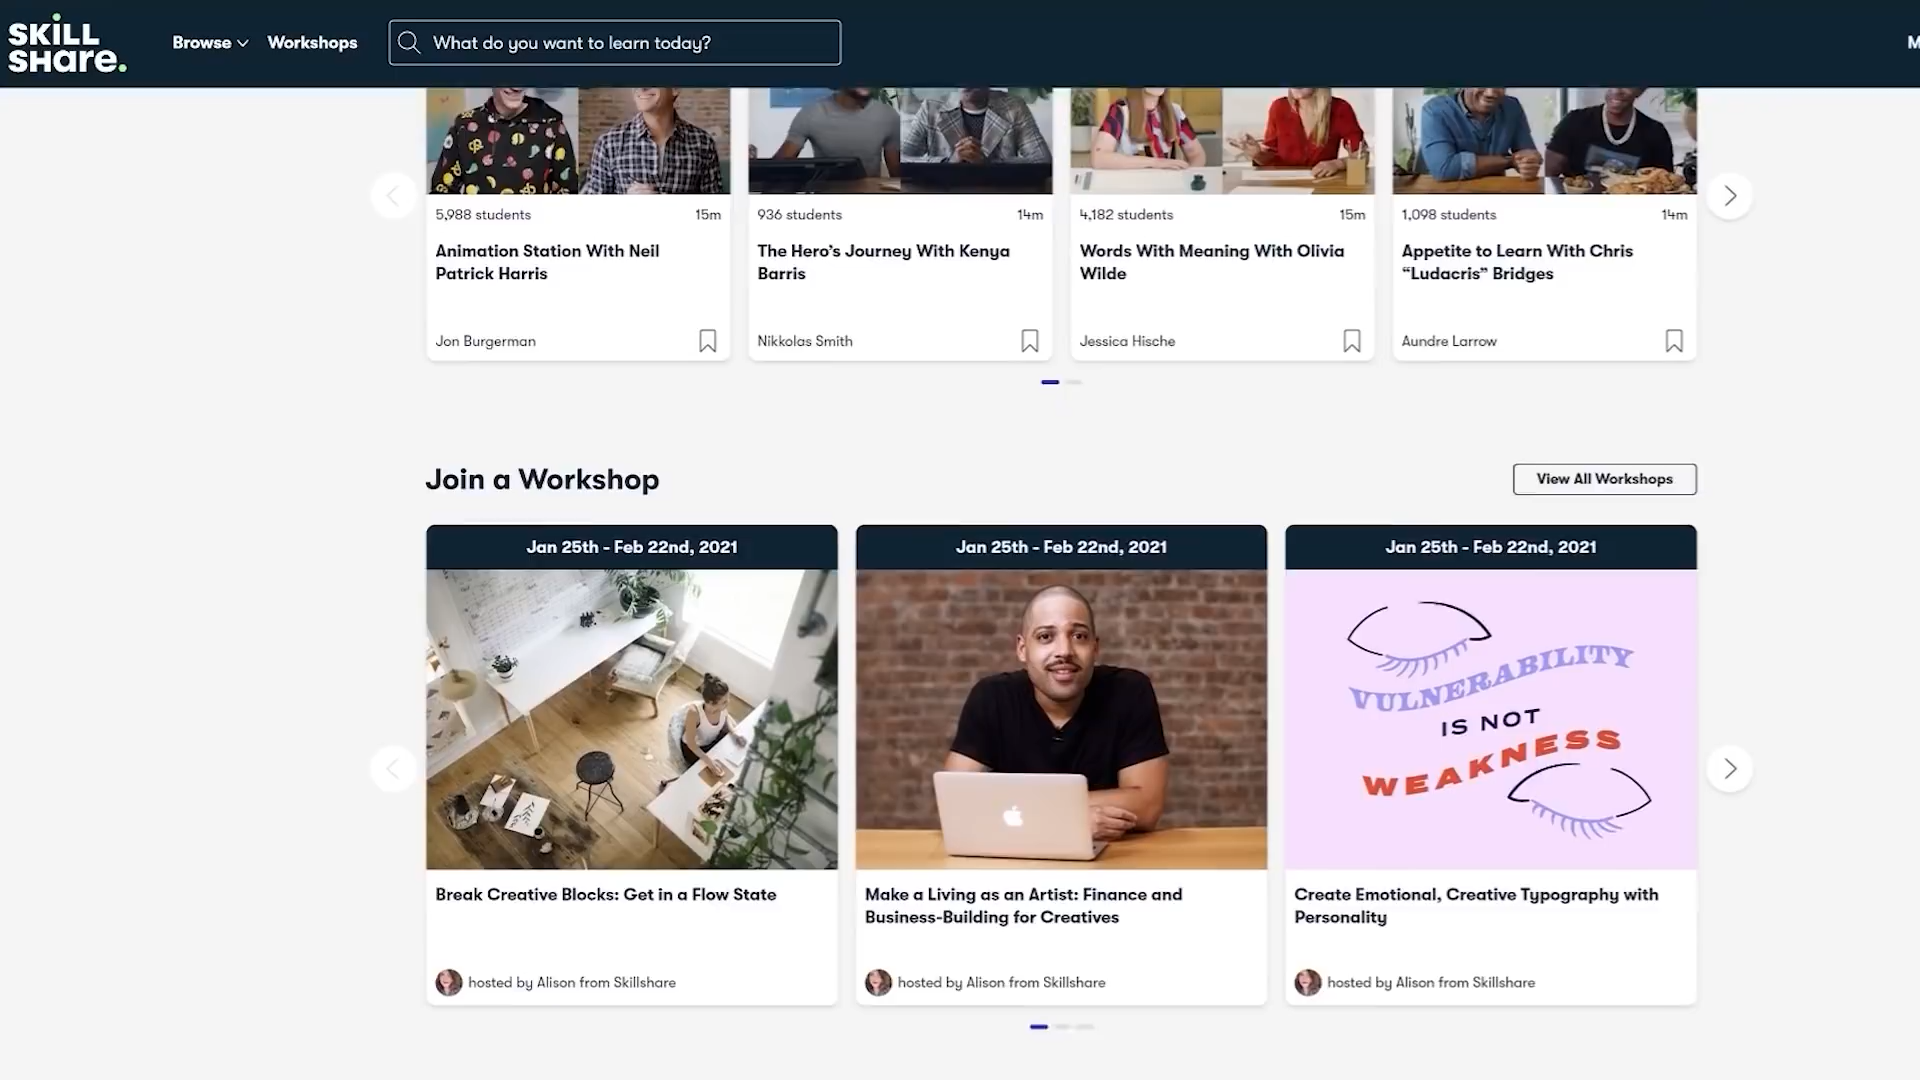 SKILL
SHare.
Browse
Workshops
What do you want to learn today?
M
5,988 students
15m
Animation Station With Neil
Patrick Harris
Jon Burgerman
936 students
14m
The Hero's Journey With Kenya
Barris
Nikkolas Smith
4,182 students
15m
Words With Meaning With Olivia
Wilde
Jessica Hische
1,098 students
14m
Appetite to Learn With Chris
“Ludacris” Bridges
Aundre Larrow
Join a Workshop
View All Workshops
Jan 25th - Feb 22nd, 2021
Break Creative Blocks: Get in a Flow State
hosted by Alison from Skillshare
Jan 25th - Feb 22nd, 2021
Make a Living as an Artist: Finance and
Business-Building for Creatives
hosted by Alison from Skillshare
Jan 25th - Feb 22nd, 2021
VULNERABILITY
IS NOT
WEAKNESS
Create Emotional, Creative Typography with
Personality
hosted by Alison from Skillshare